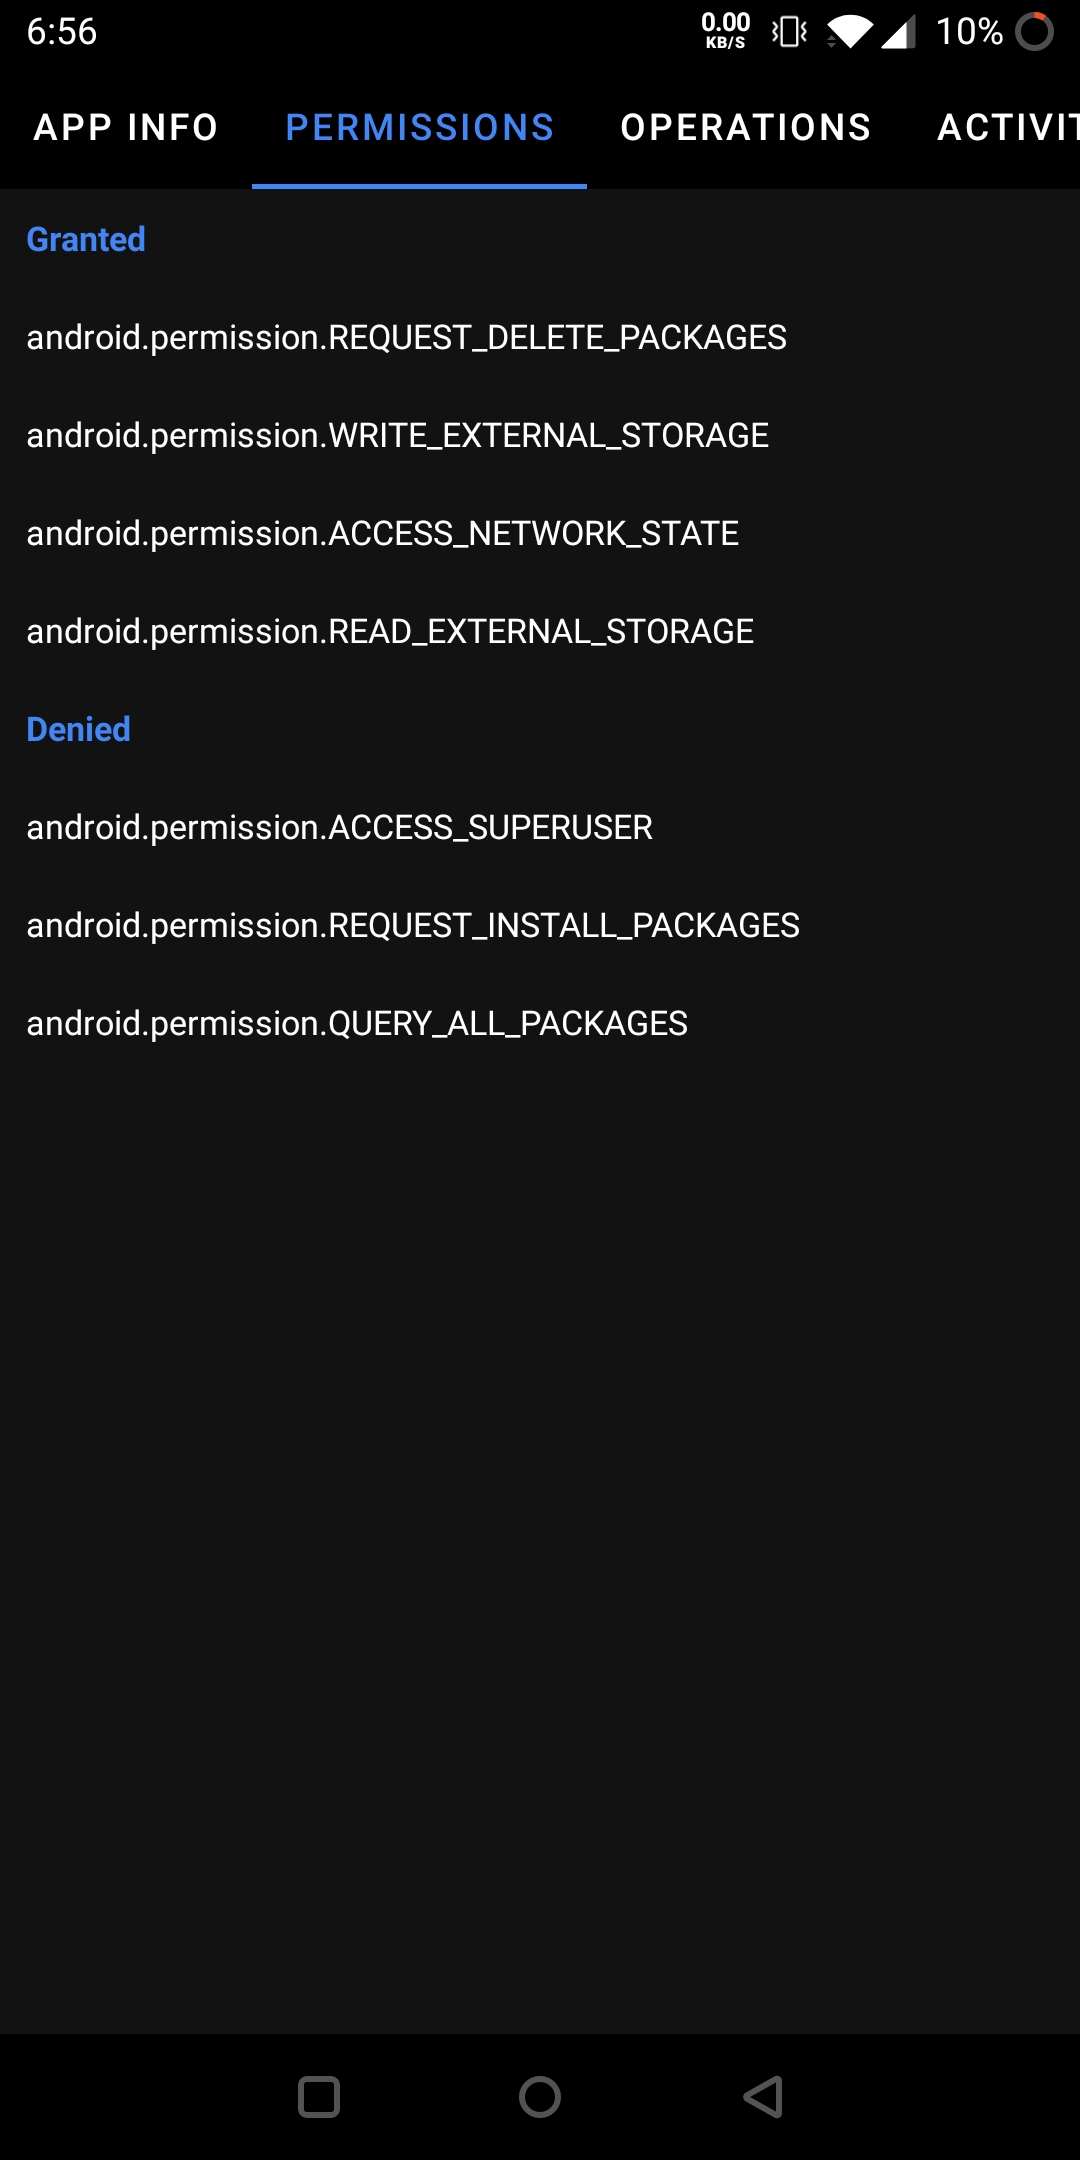 6:56
0.00
KB/S
10%
APP INFO PERMISSIONS OPERATIONS ACTIVIT
Granted
android.permission.REQUEST_DELETE_PACKAGES
android.permission.WRITE_EXTERNAL_STORAGE
android.permission.ACCESS_NETWORK_STATE
android.permission.READ_EXTERNAL_STORAGE
Denied
android.permission.ACCESS_SUPERUSER
android.permission.REQUEST_INSTALL_PACKAGES
android.permission.QUERY_ALL_PACKAGES